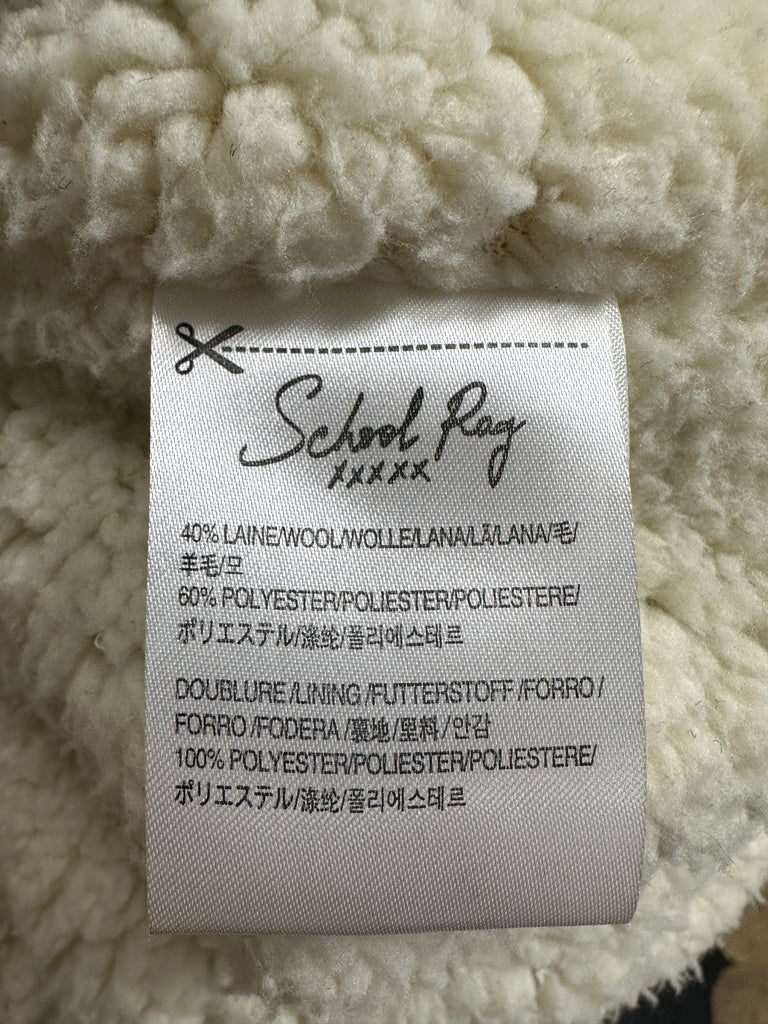 School Rag
xxxxx
40% LAINE/WOOL/WOLLE/LANA/LÃ/LANA/毛/
羊毛/모
60% POLYESTER/POLIESTER/POLIESTERE/
ポリエステル/涤纶/폴리에스테르
DOUBLURE /LINING /FUTTERSTOFF /FORRO /
FORRO /FODERA /裏地 /里料 /안감
100% POLYESTER/POLIESTER/POLIESTERE/
ポリエステル/涤纶/폴리에스테르